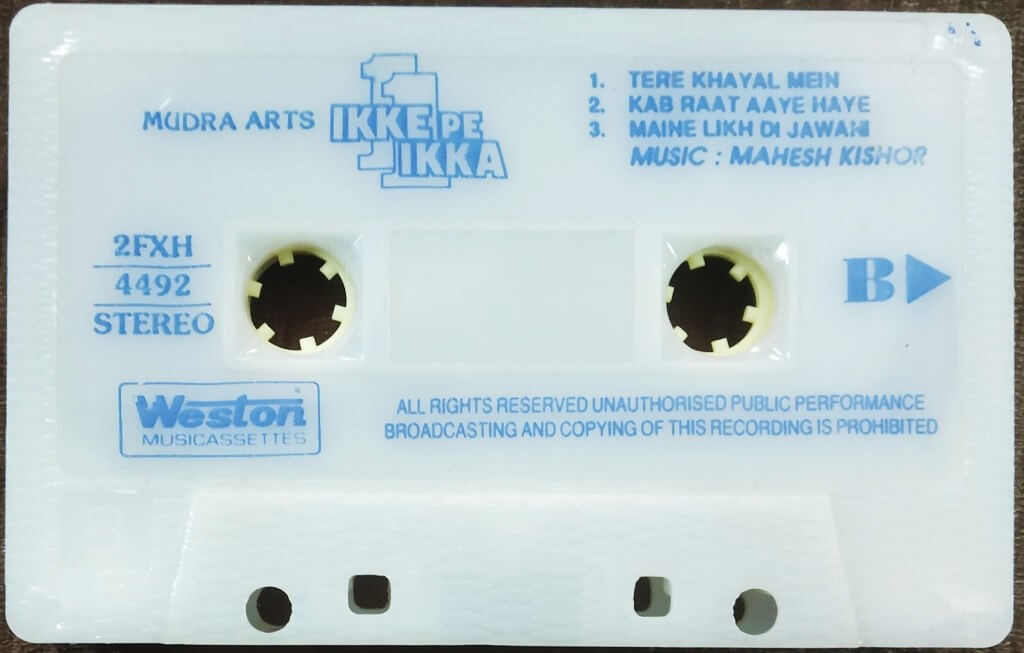 MUDRA ARTS
11
IKKE PE
IKKA
1. TERE KHAYAL MEIN
2. KAB RAAT AAYE HAYE
3. MAINE LIKH DI JAWANI
MUSIC : MAHESH KISHOR
2FXH
4492
STEREO
B
Weston®
MUSICASSETTES
ALL RIGHTS RESERVED UNAUTHORISED PUBLIC PERFORMANCE
BROADCASTING AND COPYING OF THIS RECORDING IS PROHIBITED